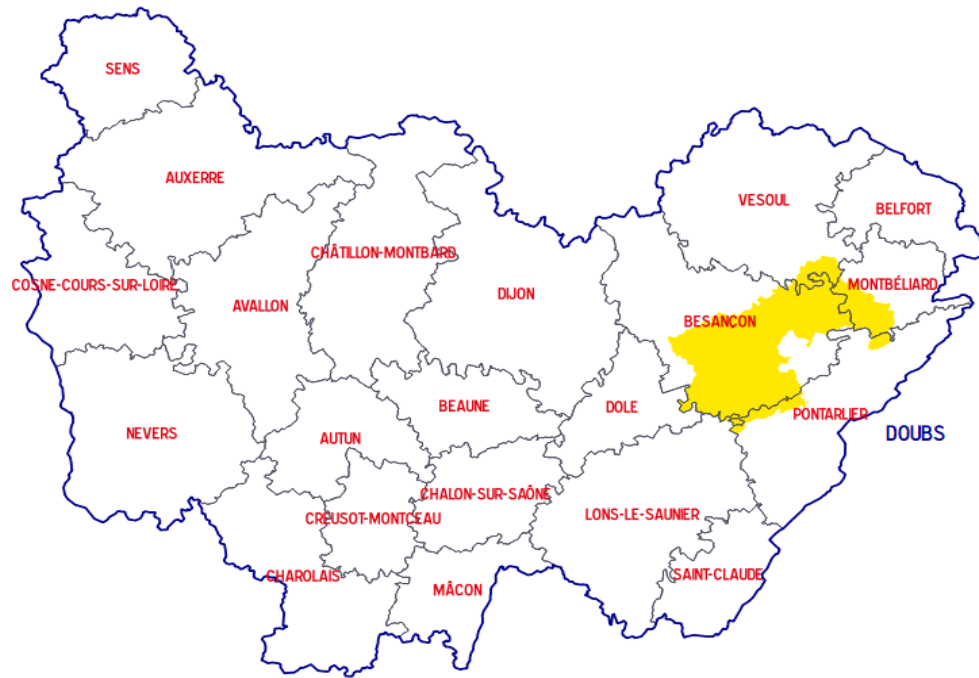 SENS
AUXERRE
VESOUL
BELFORT
CHÂTILLON-MONTBARD
COSNE-COURS-SUR-LOIRE
MONTBÉLIARD
AVALLON
DIJON
BESANÇON
BEAUNE
DOLE
PONTARLIER
NEVERS
AUTUN
DOUBS
CHALON-SUR-SAÔNE
CREUSOT-MONTCEAU
LONS-LE-SAUNIER
CHAROLAIS
SAINT-CLAUDE
MÂCON